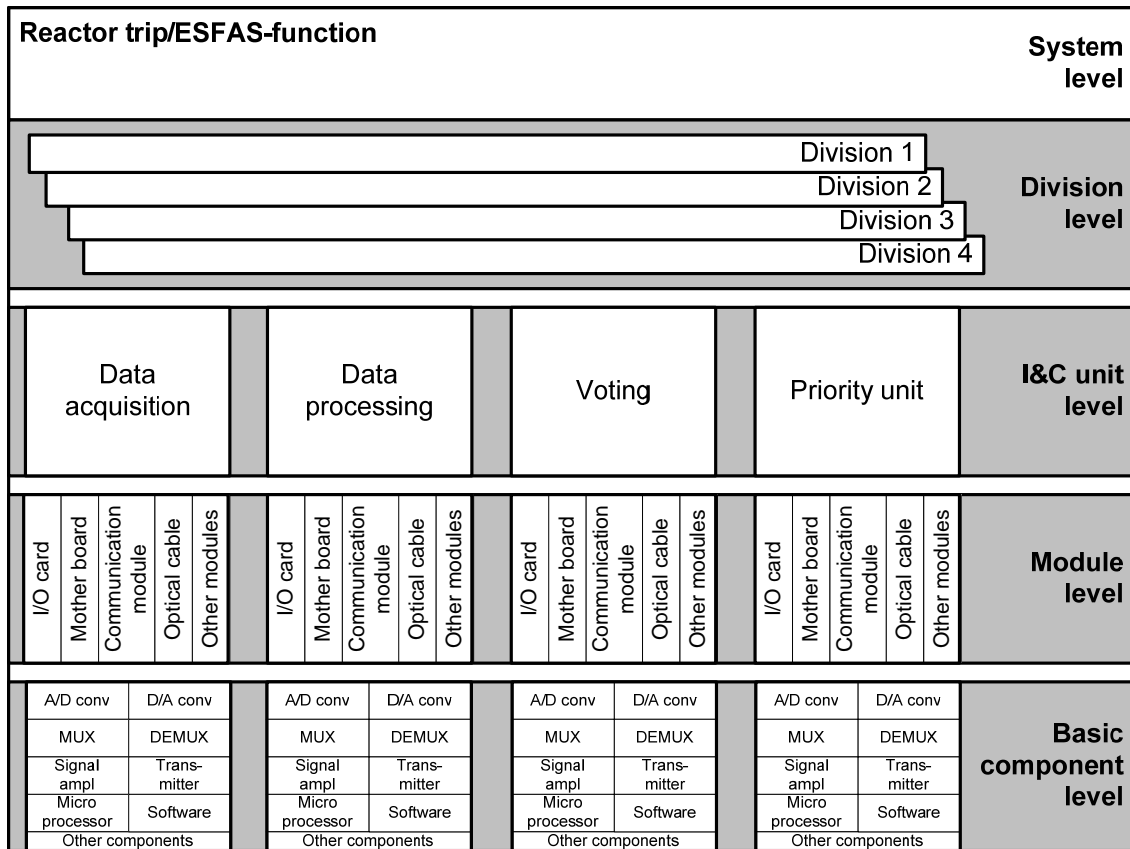 Reactor trip/ESFAS-function
System
level
Division 1
Division 2
Division 3
Division 4
Division
level
Data
acquisition
Data
processing
Voting
Priority unit
I&C unit
level
I/O card
Mother board
Communication
module
Optical cable
Other modules
I/O card
Mother board
Communication
module
Optical cable
Other modules
I/O card
Mother board
Communication
module
Optical cable
Other modules
I/O card
Mother board
Communication
module
Optical cable
Other modules
Module
level
A/D conv
D/A conv
MUX
DEMUX
Signal
ampl
Trans-
mitter
Micro
processor
Software
Other components
A/D conv
D/A conv
MUX
DEMUX
Signal
ampl
Trans-
mitter
Micro
processor
Software
Other components
A/D conv
D/A conv
MUX
DEMUX
Signal
ampl
Trans-
mitter
Micro
processor
Software
Other components
A/D conv
D/A conv
MUX
DEMUX
Signal
ampl
Trans-
mitter
Micro
processor
Software
Other components
Basic
component
level